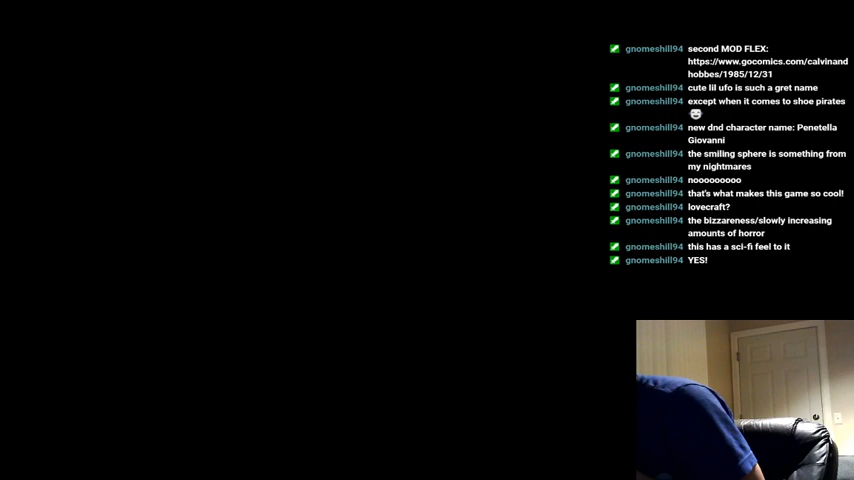 gnomeshill94 second MOD FLEX:
https://www.gocomics.com/calvinand
hobbes/1985/12/31
gnomeshill94 cute lil ufo is such a gret name
gnomeshill94 except when it comes to shoe pirates
gnomeshill94 new dnd character name: Penetella
Giovanni
gnomeshill94 the smiling sphere is something from
my nightmares
gnomeshill94 nooooooooo
gnomeshill94 that's what makes this game so cool!
gnomeshill94 lovecraft?
gnomeshill94 the bizzareness/slowly increasing
amounts of horror
gnomeshill94 this has a sci-fi feel to it
gnomeshill94 YES!